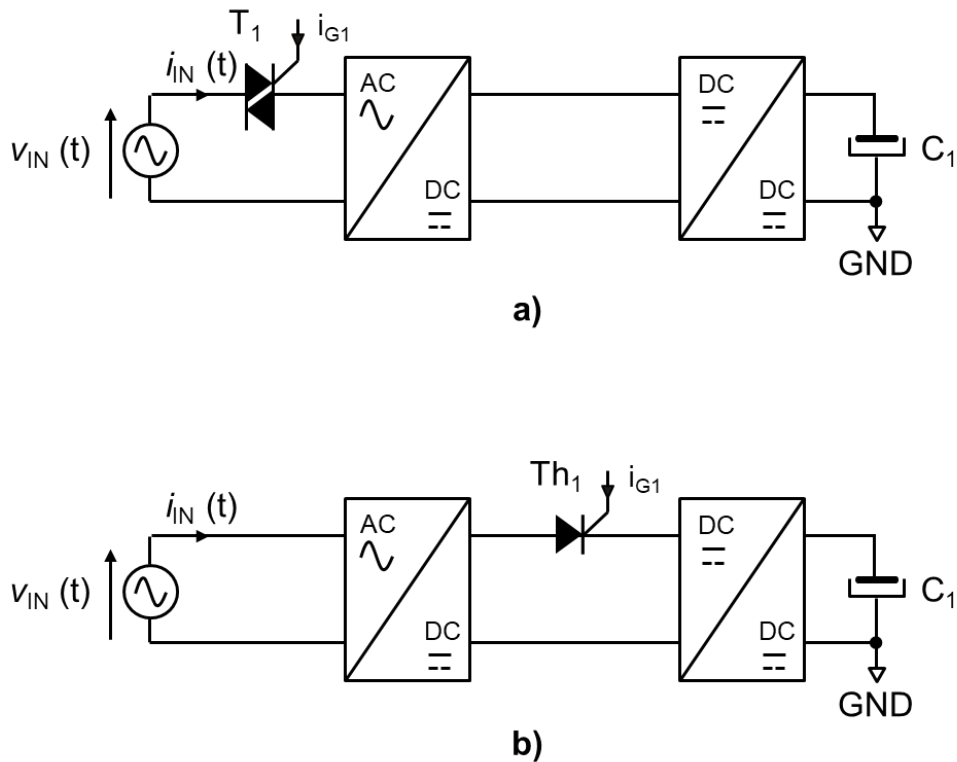 T1 iG1
iIN (t)
AC
DC
vIN (t)
C1
DC
DC
GND
a)
Th1 iG1
iIN (t)
AC
DC
vIN (t)
C1
DC
DC
GND
b)